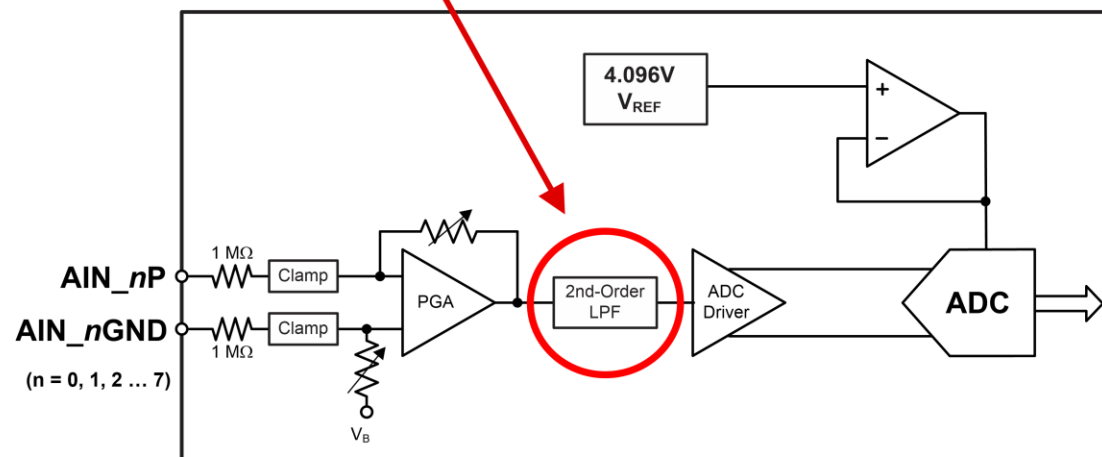 4.096V
VREF
+
−
1 MΩ
AIN_nP
Clamp
PGA
2nd-Order
LPF
ADC
Driver
ADC
AIN_nGND
Clamp
1 MΩ
(n = 0, 1, 2 ... 7)
VB